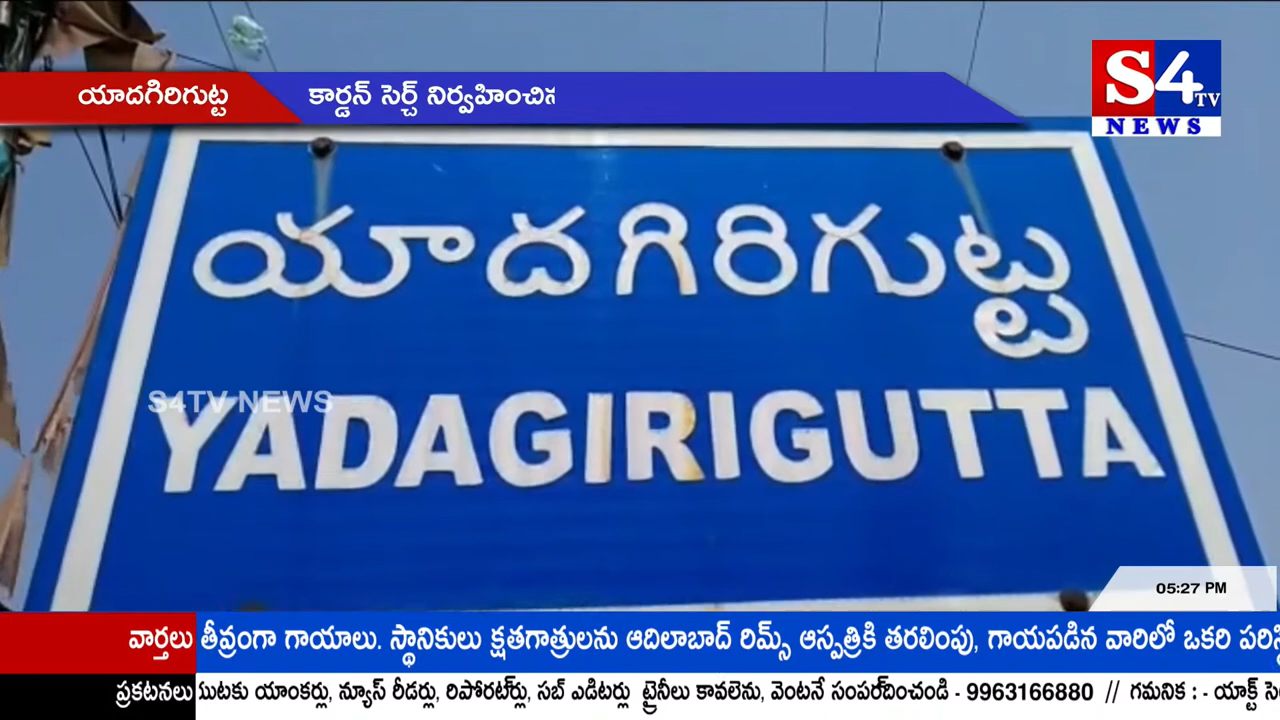 యాదగిరిగుట్ట
కార్డన్ సెర్చ్ నిర్వహించిన
S4
TV
NEWS
యాదగిరిగుట్ట
S4TV NEWS
YADAGIRIGUTTA
05:27 PM
వార్తలు
తీవ్రంగా గాయాలు. స్థానికులు క్షతగాత్రులను ఆదిలాబాద్ రిమ్స్ ఆస్పత్రికి తరలింపు, గాయపడిన వారిలో ఒకరి
ప్రకటనలు
యాంకర్లు, న్యూస్ రీడర్లు, రిపోర్టర్లు, సబ్ ఎడిటర్లు ట్రైనీలు కావలెను, వెంటనే సంప్రదించండి - 9963166880 // గమనిక : - యాక్ట్